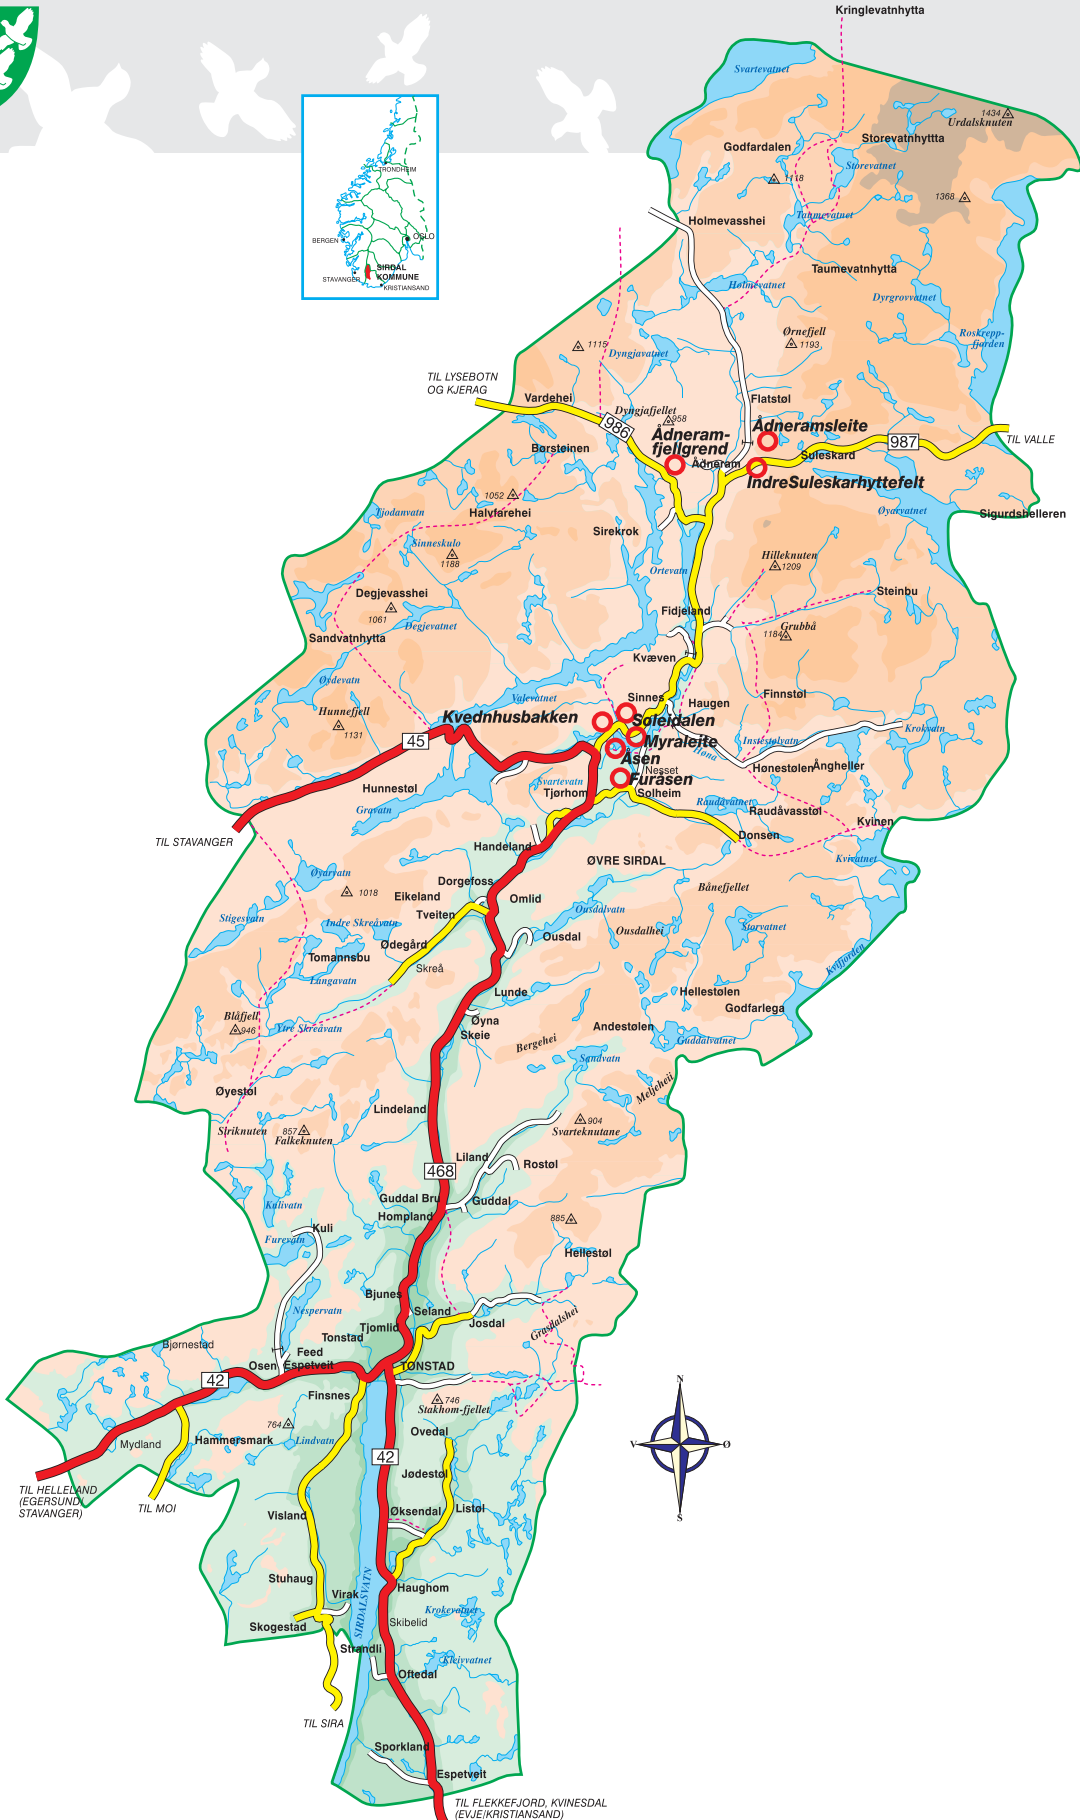 Kringlevatnhytta
Svartevatnet
1434
Urdalsknuten
Storevatnhyttta
Godfardalen
Storevatnet
1118
1368
TRONDHEIM
BERGEN
OSLO
STAVANGER
SIRDAL
KOMMUNE
KRISTIANSAND
Holmevasshei
Taumevatnet
Taumevatnhytta
Holmevatnet
Dyrgrovvatnet
Ørnefjell
1193
Roskrepp-
fjorden
1115
Dyngjavatnet
TIL LYSEBOTN
OG KJERAG
Vardehei
Flatstøl
Dyngjafjellet
958
986
Ådneramsleite
Ådneram-
fjellgrend
987
TIL VALLE
Børsteinen
Ådneram
Suleskard
IndreSuleskarhyttefelt
1052
Halvfarehei
Tjodanvatn
Øyarvatnet
Sigurdshelleren
Sirekrok
Sinneskulo
1188
Hilleknuten
1209
Ortevatn
Degjevasshei
Steinbu
1061
Fidjeland
Degjevatnet
Grubbå
1184
Sandvatnhytta
Kvæven
Øydevatn
Valevatnet
Sinnes
Finnstøl
Haugen
Hunnefjell
1131
Kvednhusbakken
Soleidalen
Krokvatn
45
Myraleite
Instestølvatn
Høna
Åsen
Nesset
Hønestølen
Ångheller
Svartevatn
Furåsen
Hunnestøl
Tjørhom
Solheim
Gravatn
Raudåvatnet
Raudåvasstøl
Kvinen
TIL STAVANGER
Donsen
Handeland
ØVRE SIRDAL
Kvivatnet
Øyarvatn
1018
Dorgefoss
Bånefjellet
Eikeland
Omlid
Stigesvatn
Indre Skreåvatn
Tveiten
Ousdalvatn
Ousdalhei
Storvatnet
Ødegård
Ousdal
Tomannsbu
Skreå
Kvifjorden
Langavatn
Lunde
Hellestølen
Godfarlega
Blåfjell
946
Ytre Skreåvatn
Øyna
Skeie
Andestølen
Bergehei
Guddalvatnet
Sandvatn
Øyestøl
Meljeheii
Lindeland
Siriknuten
857
Falkeknuten
904
Svarteknutane
Liland
Rostøl
468
Guddal Bru
Guddal
Kulivatn
Hompland
Kuli
885
Furevatn
Hellestøl
Bjunes
Nespervatn
Seland
Josdal
Grasdalshei
Tjomlid
Tonstad
Bjørnestad
Feed
Osen
Espetveit
TONSTAD
42
Finsnes
746
Stakhom-fjellet
N
764
Lindvatn
Ovedal
V
Ø
Mydland
Hammersmark
42
Jødestøl
TIL HELLELAND
(EGERSUND/
STAVANGER)
TIL MOI
S
Visland
Øksendal
Listøl
SIRDALSVATN
Stuhaug
Virak
Haughom
Krokevatnet
Skogestad
Skibelid
Strandli
Kleivvatnet
Oftedal
TIL SIRA
Sporkland
Espetveit
TIL FLEKKEFJORD, KVINESDAL
(EVJE/KRISTIANSAND)